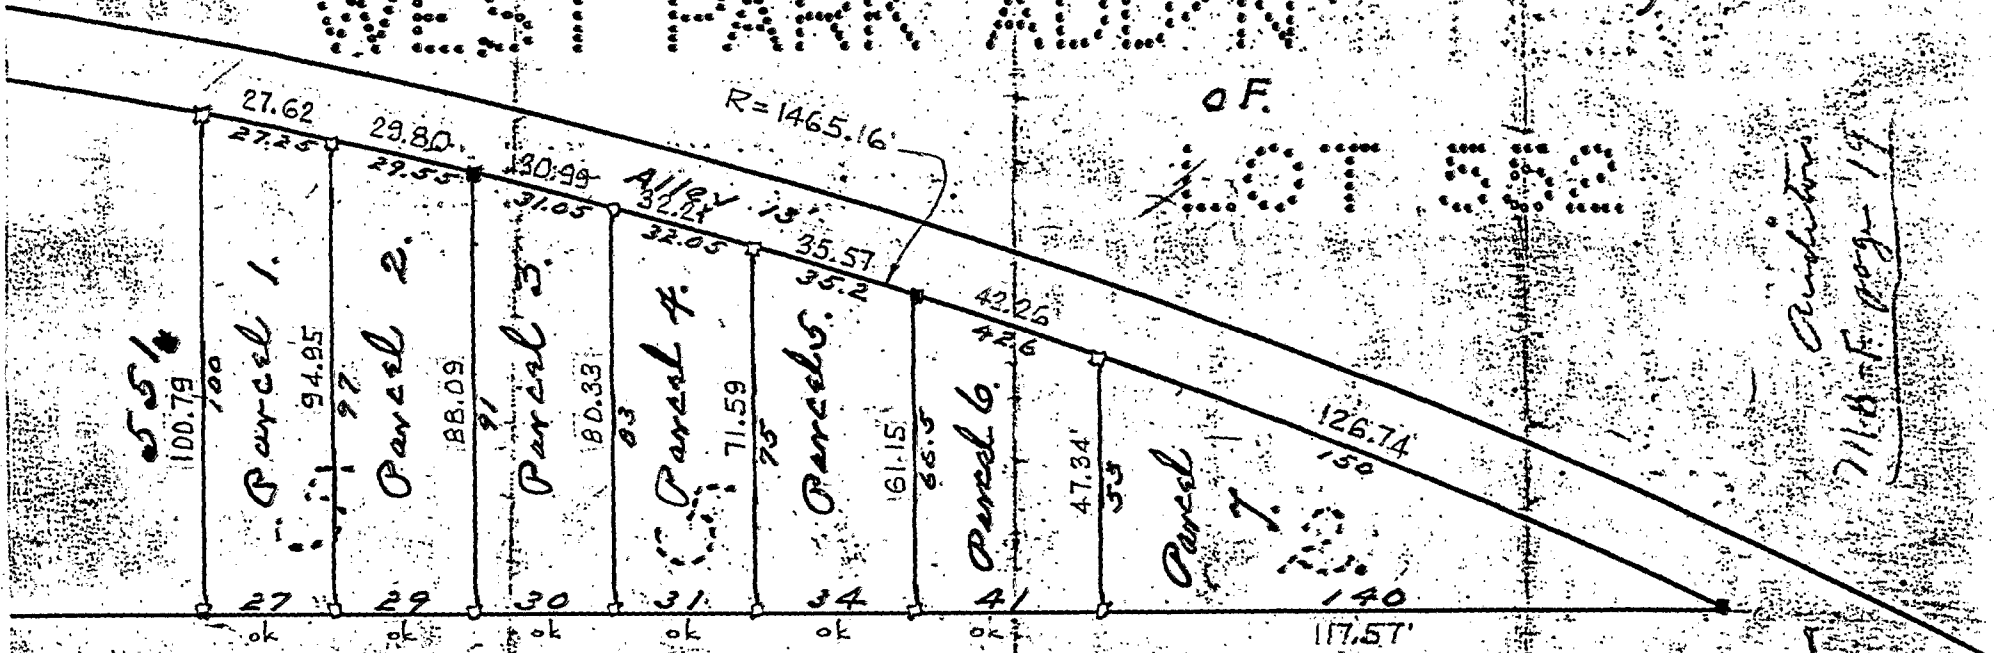 WEST PARK ADD'N
OF.
LOT 552
R=1465.16'
Alley 13'
27.62
27.25
29.80
29.55
30.99
31.05
32.05
35.57
35.2
42.26
42.6
126.74'
150
551
100.79
100
Parcel 1.
94.95
97
Parcel 2.
88.09
91
Parcel 3.
80.33
83
Parcel 4.
71.59
75
Parcel 5.
61.15'
66.5
Parcel 6.
47.34'
55
Parcel 7.
27
29
30
31
34
41
140
ok
ok
ok
ok
ok
ok
117.57'
page 19